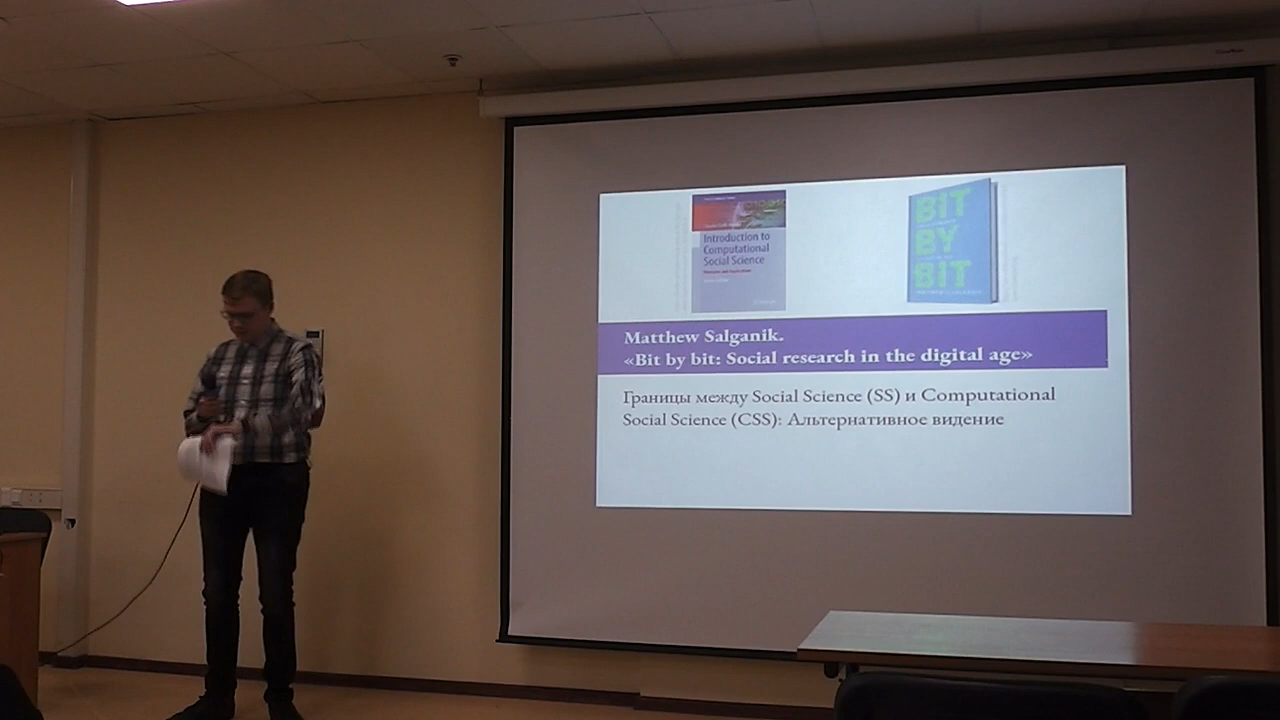 Introduction to
Computational
Social Science
BIT
BY
BIT
Matthew Salganik.
«Bit by bit: Social research in the digital age»
Границы между Social Science (SS) и Computational
Social Science (CSS): Альтернативное видение